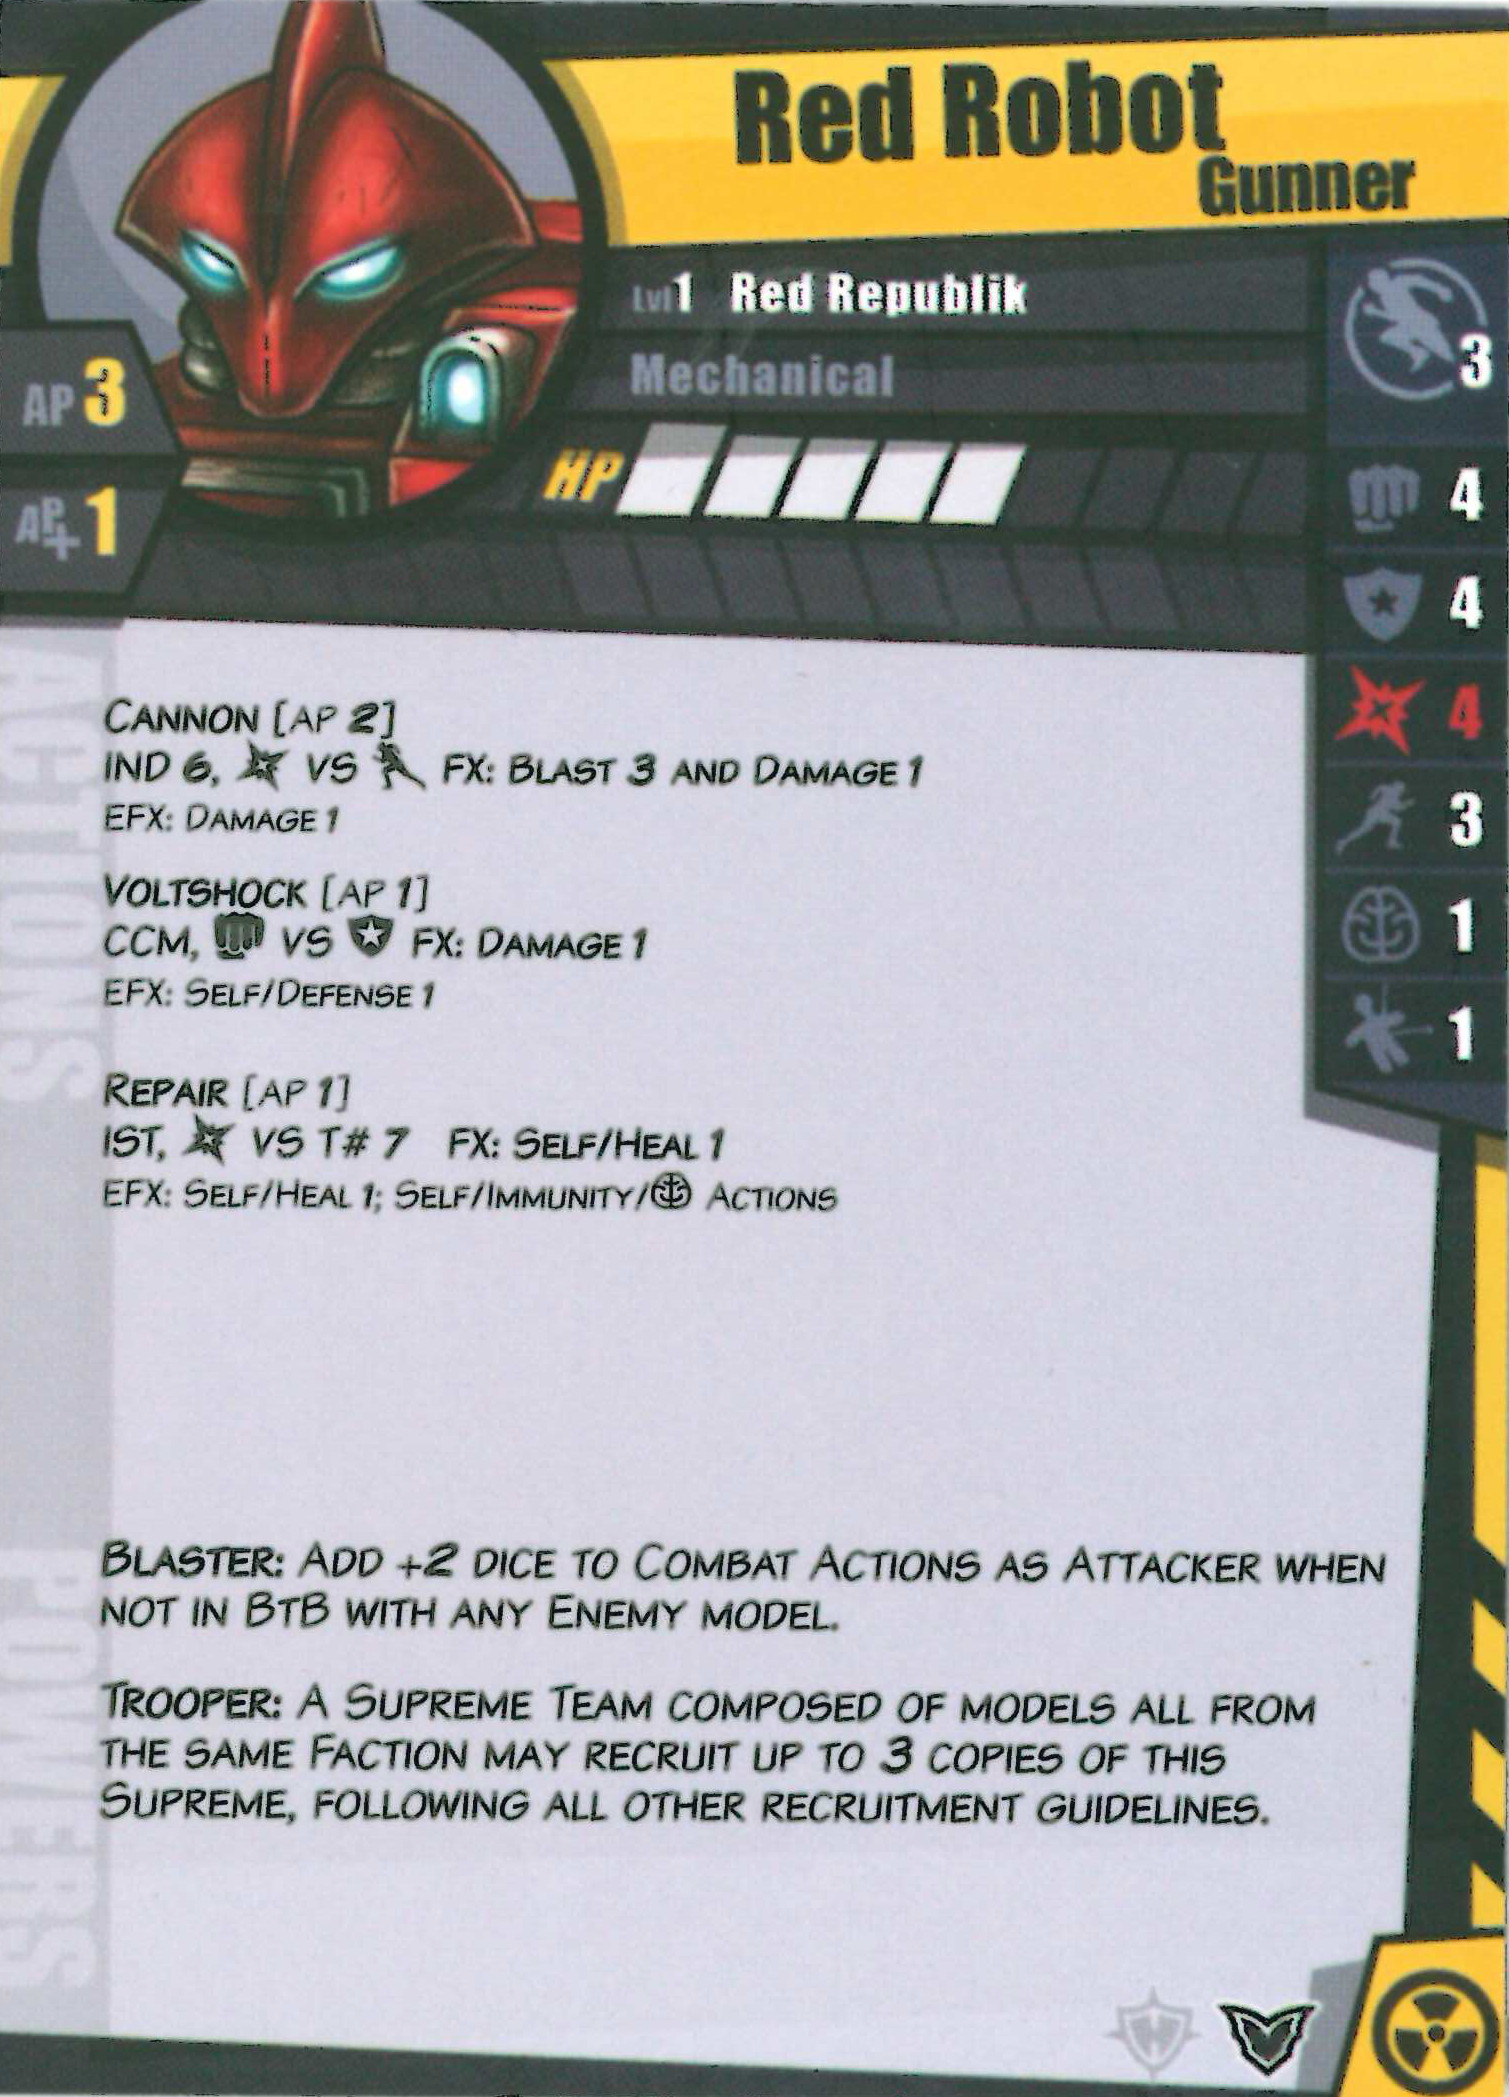 Red Robot
Gunner
Lvl1 Red Republik
Mechanical
AP 3
AP+ 1
HP
3
4
4
4
3
1
1
ACTIONS
CANNON [AP 2]
IND 6, VS FX: BLAST 3 AND DAMAGE 1
EFX: DAMAGE 1
VOLTSHOCK [AP 1]
CCM, VS FX: DAMAGE 1
EFX: SELF/DEFENSE 1
REPAIR [AP 1]
IST, VS T# 7 FX: SELF/HEAL 1
EFX: SELF/HEAL 1; SELF/IMMUNITY/ ACTIONS
POWERS
BLASTER: ADD +2 DICE TO COMBAT ACTIONS AS ATTACKER WHEN
NOT IN BTB WITH ANY ENEMY MODEL.
TROOPER: A SUPREME TEAM COMPOSED OF MODELS ALL FROM
THE SAME FACTION MAY RECRUIT UP TO 3 COPIES OF THIS
SUPREME, FOLLOWING ALL OTHER RECRUITMENT GUIDELINES.
H